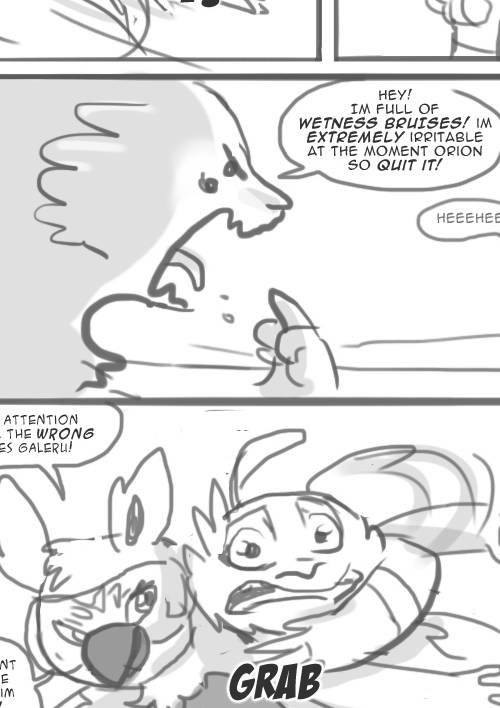 HEY!
IM FULL OF
WETNESS BRUISES! IM
EXTREMELY IRRITABLE
AT THE MOMENT ORION
SO QUIT IT!
HEEEHEE
ATTENTION
THE WRONG
ES GALERU!
NT
E
IM
GRAB